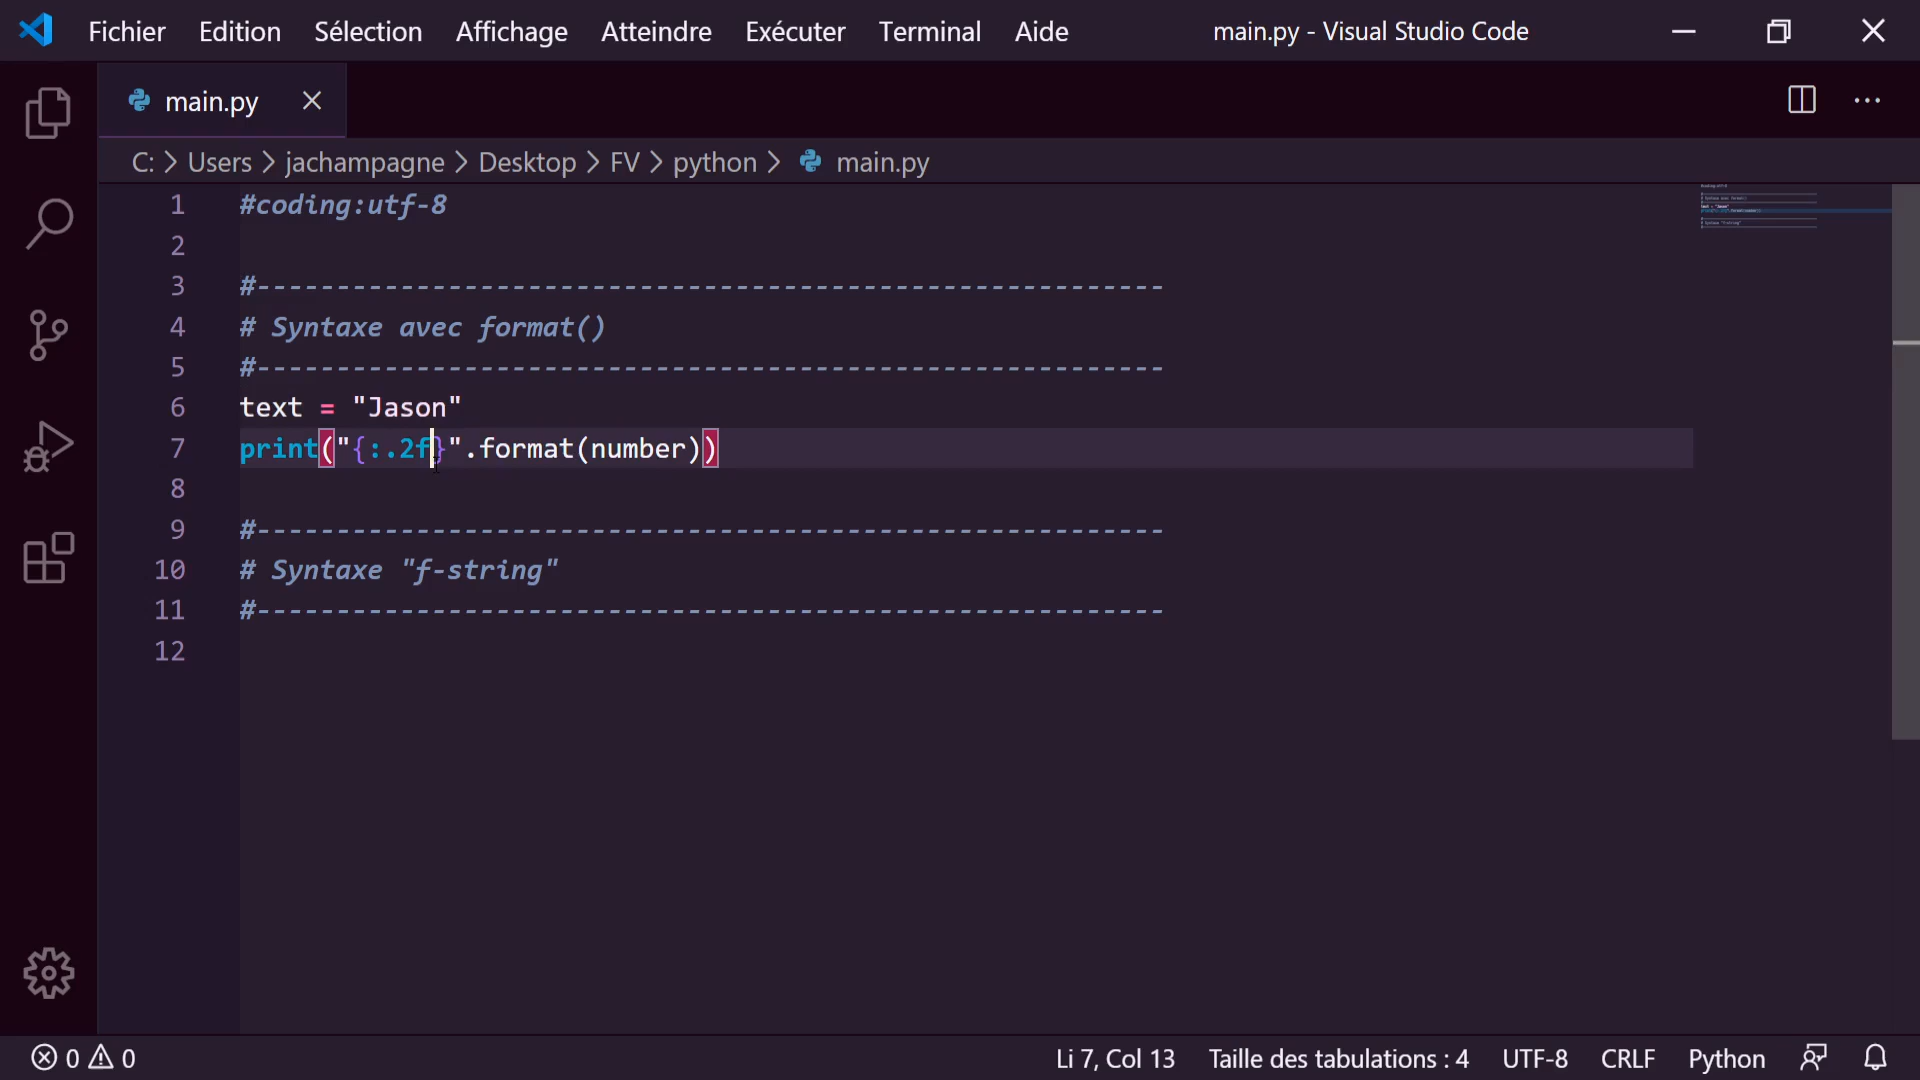 Fichier Edition Sélection Affichage Atteindre Exécuter Terminal Aide main.py - Visual Studio Code
main.py
C: > Users > jachampagne > Desktop > FV > python > main.py
1 #coding:utf-8
2
3 #---------------------------------------------------------
4 # Syntaxe avec format()
5 #---------------------------------------------------------
6 text = "Jason"
7 print("{:.2f}".format(number))
8
9 #---------------------------------------------------------
10 # Syntaxe "f-string"
11 #---------------------------------------------------------
12
0 0 Li 7, Col 13 Taille des tabulations : 4 UTF-8 CRLF Python